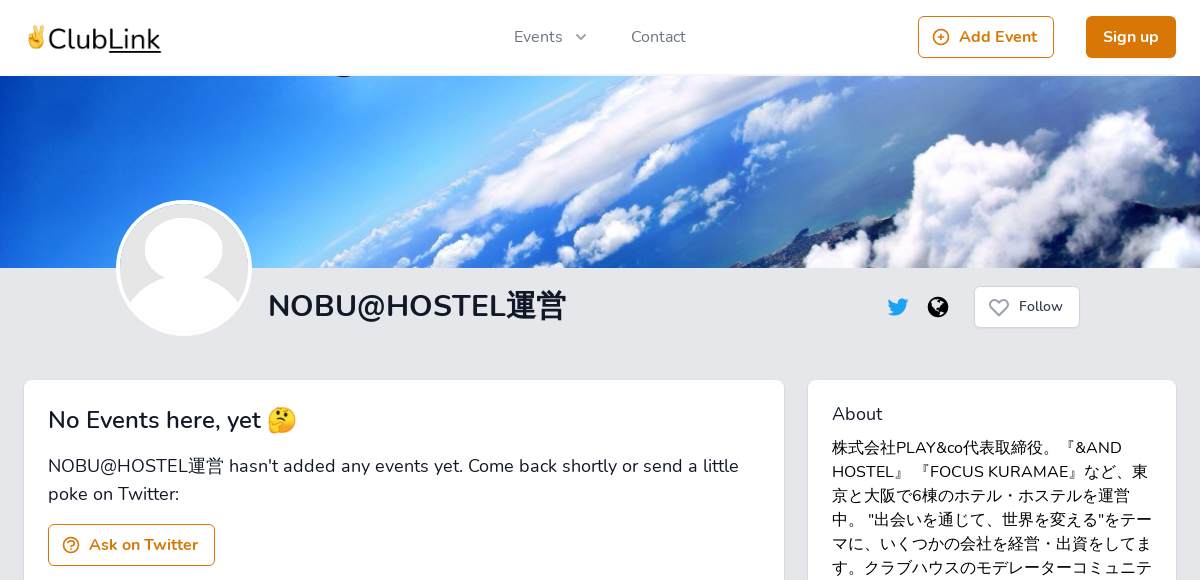 ✌ClubLink
Events
Contact
Add Event
Sign up
NOBU@HOSTEL運営
Follow
No Events here, yet 🤔
NOBU@HOSTEL運営 hasn't added any events yet. Come back shortly or send a little
poke on Twitter:
Ask on Twitter
About
株式会社PLAY&co代表取締役。『&AND
HOSTEL』 『FOCUS KURAMAE』など、東
京と大阪で6棟のホテル・ホステルを運営
中。 "出会いを通じて、世界を変える"をテー
マに、いくつかの会社を経営・出資をしてま
す。クラブハウスのモデレーターコミュニテ